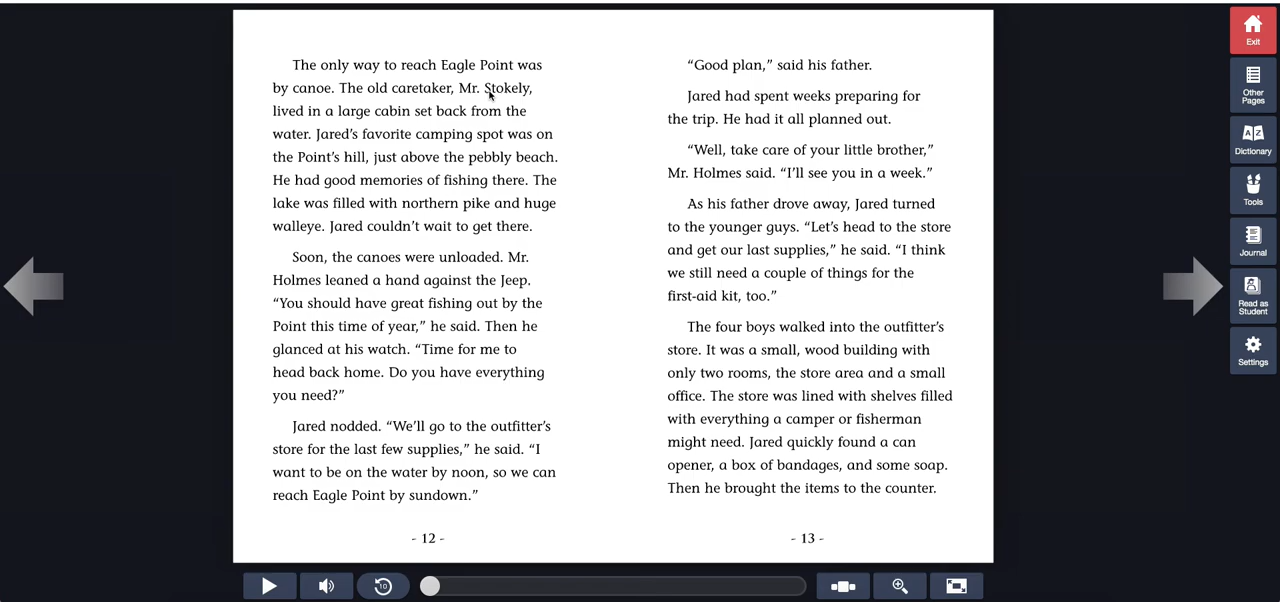 The only way to reach Eagle Point was
by canoe. The old caretaker, Mr. Stokely,
lived in a large cabin set back from the
water. Jared’s favorite camping spot was on
the Point’s hill, just above the pebbly beach.
He had good memories of fishing there. The
lake was filled with northern pike and huge
walleye. Jared couldn’t wait to get there.
Soon, the canoes were unloaded. Mr.
Holmes leaned a hand against the Jeep.
“You should have great fishing out by the
Point this time of year,” he said. Then he
glanced at his watch. “Time for me to
head back home. Do you have everything
you need?”
Jared nodded. “We’ll go to the outfitter’s
store for the last few supplies,” he said. “I
want to be on the water by noon, so we can
reach Eagle Point by sundown.”
- 12 -
“Good plan,” said his father.
Jared had spent weeks preparing for
the trip. He had it all planned out.
“Well, take care of your little brother,”
Mr. Holmes said. “I’ll see you in a week.”
As his father drove away, Jared turned
to the younger guys. “Let’s head to the store
and get our last supplies,” he said. “I think
we still need a couple of things for the
first-aid kit, too.”
The four boys walked into the outfitter’s
store. It was a small, wood building with
only two rooms, the store area and a small
office. The store was lined with shelves filled
with everything a camper or fisherman
might need. Jared quickly found a can
opener, a box of bandages, and some soap.
Then he brought the items to the counter.
- 13 -
Exit
Other
Pages
A Z
Dictionary
Tools
Journal
Read as
Student
Settings
10